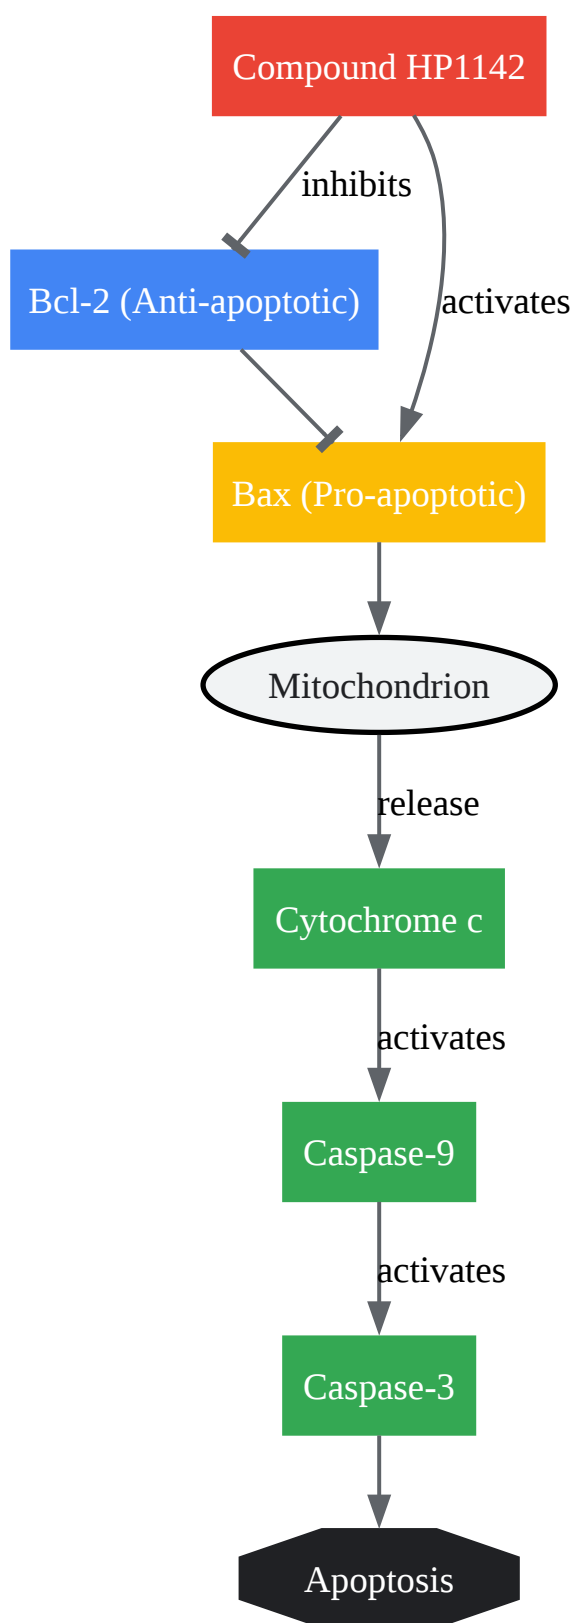 Compound HP1142
inhibits
Bcl-2 (Anti-apoptotic)
activates
Bax (Pro-apoptotic)
Mitochondrion
release
Cytochrome c
activates
Caspase-9
activates
Caspase-3
Apoptosis